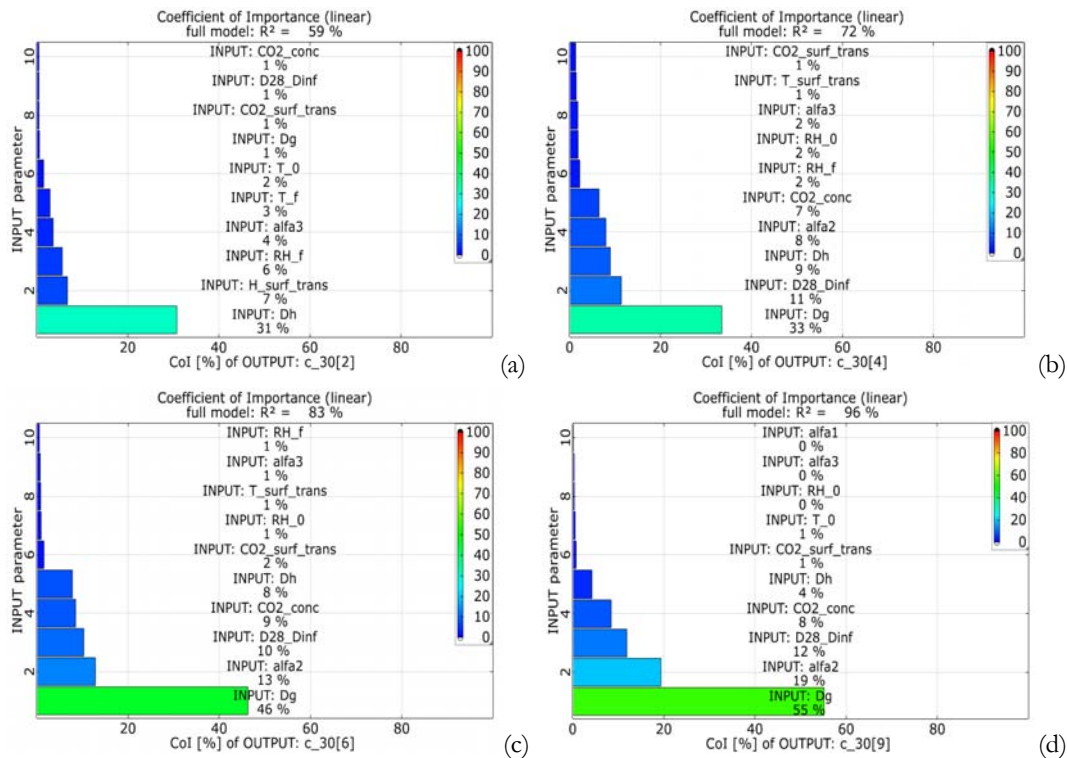 Coefficient of Importance (linear)
full model: R² = 59 %
INPUT parameter
10
8
6
4
2
INPUT: CO2_conc
1 %
INPUT: D28_Dinf
1 %
INPUT: CO2_surf_trans
1 %
INPUT: Dg
1 %
INPUT: T_0
2 %
INPUT: T_f
3 %
INPUT: alfa3
4 %
INPUT: RH_f
6 %
INPUT: H_surf_trans
7 %
INPUT: Dh
31 %
100
90
80
70
60
50
40
30
20
10
0
20 40 60 80
CoI [%] of OUTPUT: c_30[2]
(a)
Coefficient of Importance (linear)
full model: R² = 72 %
INPUT parameter
10
8
6
4
2
INPUT: CO2_surf_trans
1 %
INPUT: T_surf_trans
1 %
INPUT: alfa3
2 %
INPUT: RH_0
2 %
INPUT: RH_f
2 %
INPUT: CO2_conc
7 %
INPUT: alfa2
8 %
INPUT: Dh
9 %
INPUT: D28_Dinf
11 %
INPUT: Dg
33 %
100
90
80
70
60
50
40
30
20
10
0
0 20 40 60 80
CoI [%] of OUTPUT: c_30[4]
(b)
Coefficient of Importance (linear)
full model: R² = 83 %
INPUT parameter
10
8
6
4
2
INPUT: RH_f
1 %
INPUT: alfa3
1 %
INPUT: T_surf_trans
1 %
INPUT: RH_0
1 %
INPUT: CO2_surf_trans
2 %
INPUT: Dh
8 %
INPUT: CO2_conc
9 %
INPUT: D28_Dinf
10 %
INPUT: alfa2
13 %
INPUT: Dg
46 %
100
90
80
70
60
50
40
30
20
10
0
20 40 60 80
CoI [%] of OUTPUT: c_30[6]
(c)
Coefficient of Importance (linear)
full model: R² = 96 %
INPUT parameter
10
8
6
4
2
INPUT: alfa1
0 %
INPUT: alfa3
0 %
INPUT: RH_0
0 %
INPUT: T_0
1 %
INPUT: CO2_surf_trans
1 %
INPUT: Dh
4 %
INPUT: CO2_conc
8 %
INPUT: D28_Dinf
12 %
INPUT: alfa2
19 %
INPUT: Dg
55 %
100
80
60
40
20
0
0 20 40 60 80
CoI [%] of OUTPUT: c_30[9]
(d)